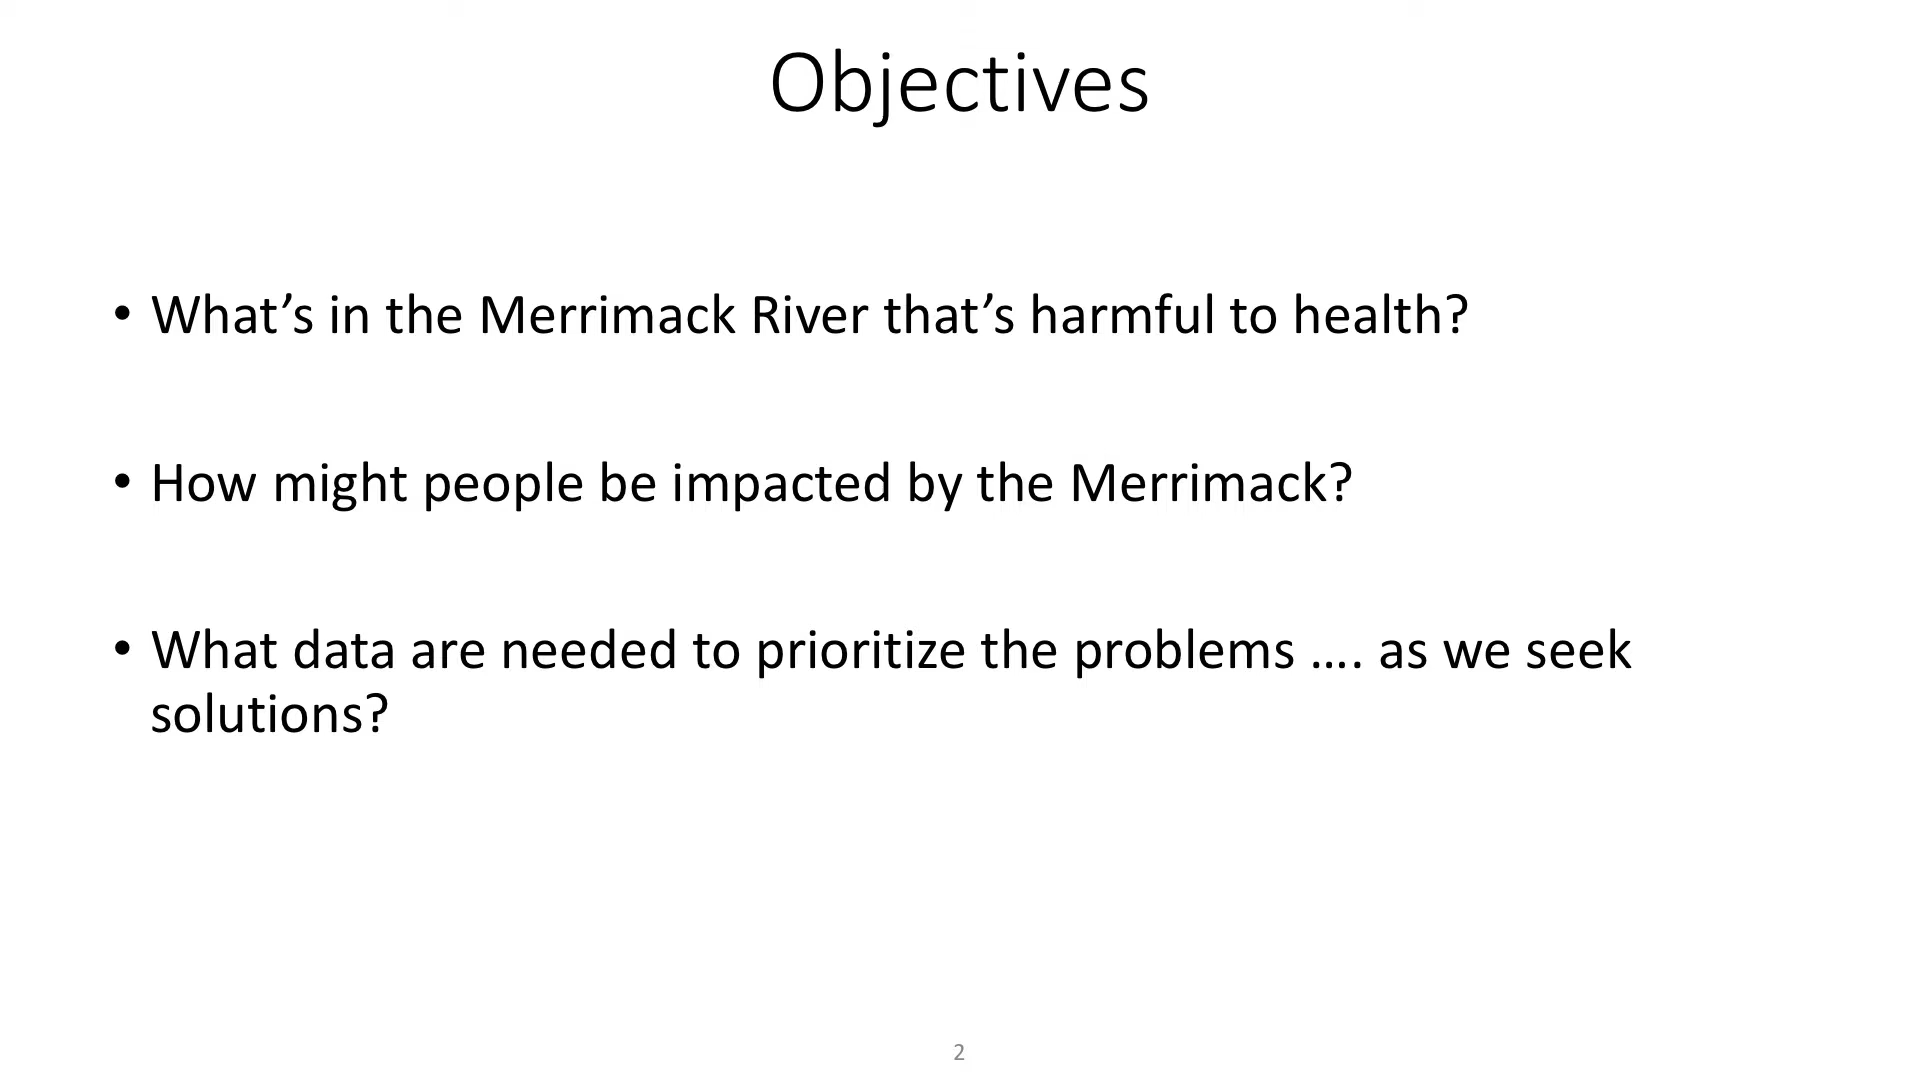 Objectives
• What’s in the Merrimack River that’s harmful to health?
• How might people be impacted by the Merrimack?
• What data are needed to prioritize the problems …. as we seek
solutions?
2